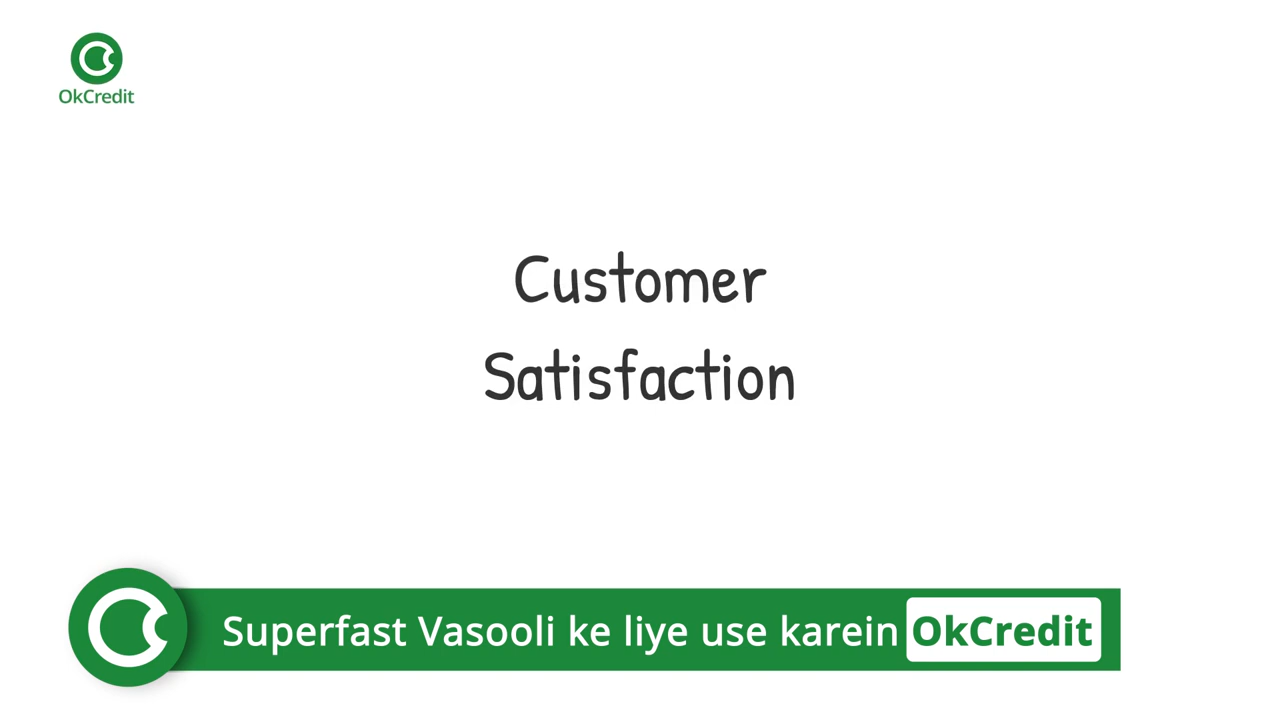 OkCredit
Customer
Satisfaction
Superfast Vasooli ke liye use karein OkCredit